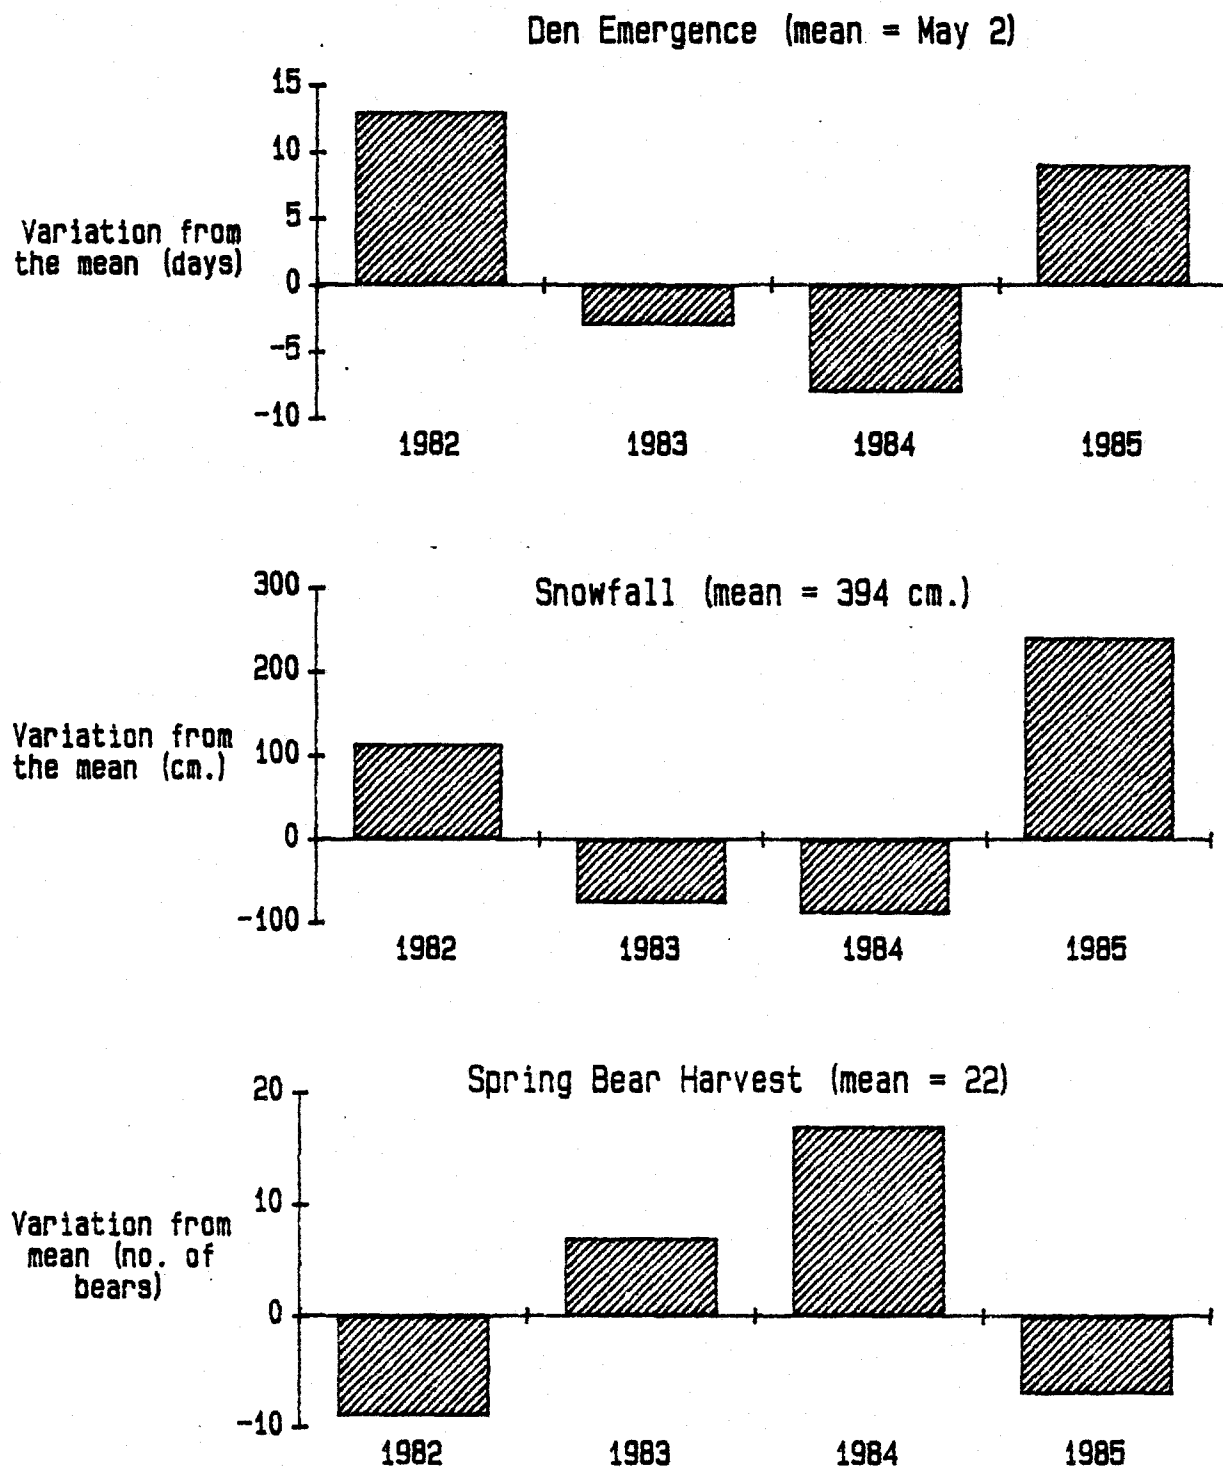 Den Emergence (mean = May 2)
15
10
5
Variation from
the mean (days)
0
-5
-10
1982 1983 1984 1985
300
Snowfall (mean = 394 cm.)
200
Variation from
the mean (cm.)
100
0
-100
1982 1983 1984 1985
20
Spring Bear Harvest (mean = 22)
10
Variation from
mean (no. of
bears)
0
-10
1982 1983 1984 1985